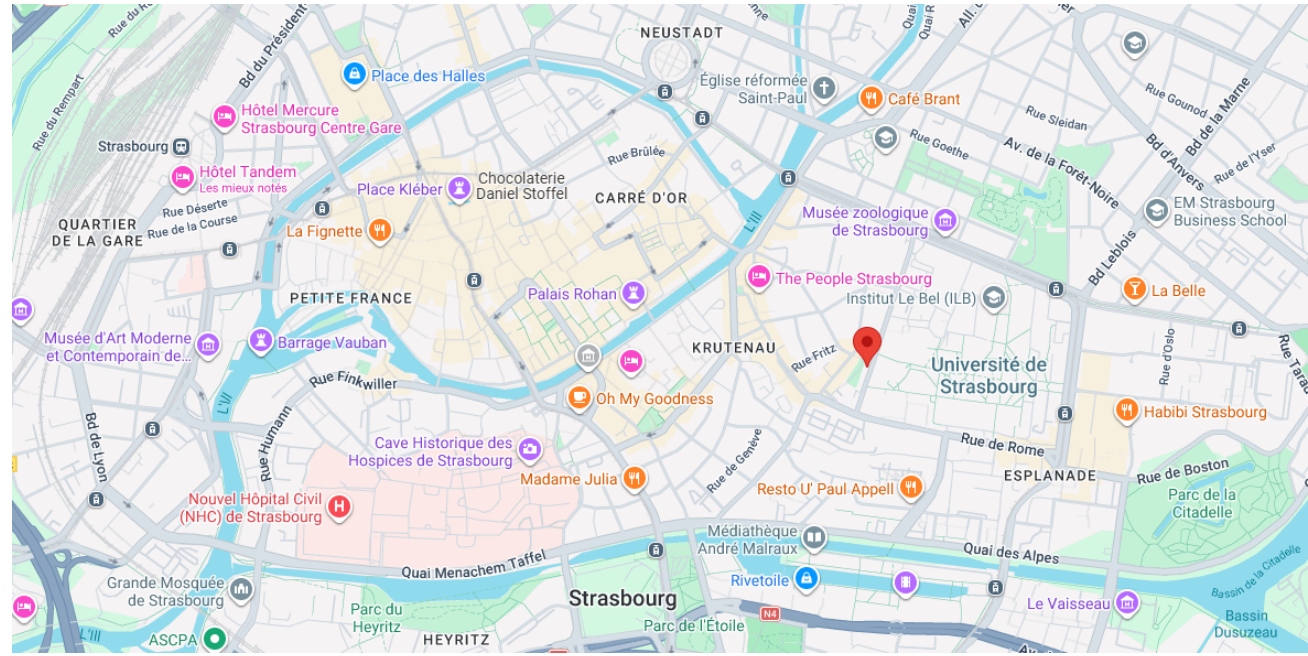 NEUSTADT
Rue du Rempart
Bd du Président
Place des Halles
Église réformée
Saint-Paul
Café Brant
Quai R
All.
Rue Gounod
Bd de la Marne
Bd d'Anvers
Rue Sleidan
Rue de l'Yser
Hôtel Mercure
Strasbourg Centre Gare
Strasbourg
Rue Goethe
Av. de la Forêt-Noire
Rue Brûlée
Hôtel Tandem
Les mieux notés
Place Kléber
Chocolaterie
Daniel Stoffel
CARRÉ D'OR
L'Ill
Musée zoologique
de Strasbourg
EM Strasbourg
Business School
Rue Déserte
Rue de la Course
QUARTIER
DE LA GARE
La Fignette
Bd Leblois
The People Strasbourg
Institut Le Bel (ILB)
La Belle
Palais Rohan
PETITE FRANCE
Musée d'Art Moderne
et Contemporain de...
Barrage Vauban
KRUTENAU
Rue Fritz
Université de
Strasbourg
Rue d'Oslo
Rue Tara
Rue Finkwiller
L'Ill
Oh My Goodness
Habibi Strasbourg
Bd de Lyon
Rue Humann
Cave Historique des
Hospices de Strasbourg
Rue de Genève
Rue de Rome
ESPLANADE
Rue de Boston
Madame Julia
Resto U' Paul Appell
Parc de la
Citadelle
Nouvel Hôpital Civil
(NHC) de Strasbourg
H
Médiathèque
André Malraux
Quai des Alpes
Quai Menachem Taffel
Bassin de la Citadelle
Grande Mosquée
de Strasbourg
Rivetoile
Strasbourg
Le Vaisseau
Bassin
Dusuzeau
Parc du
Heyritz
N4
Parc de l'Étoile
L'Ill
ASCPA
HEYRITZ
Av.